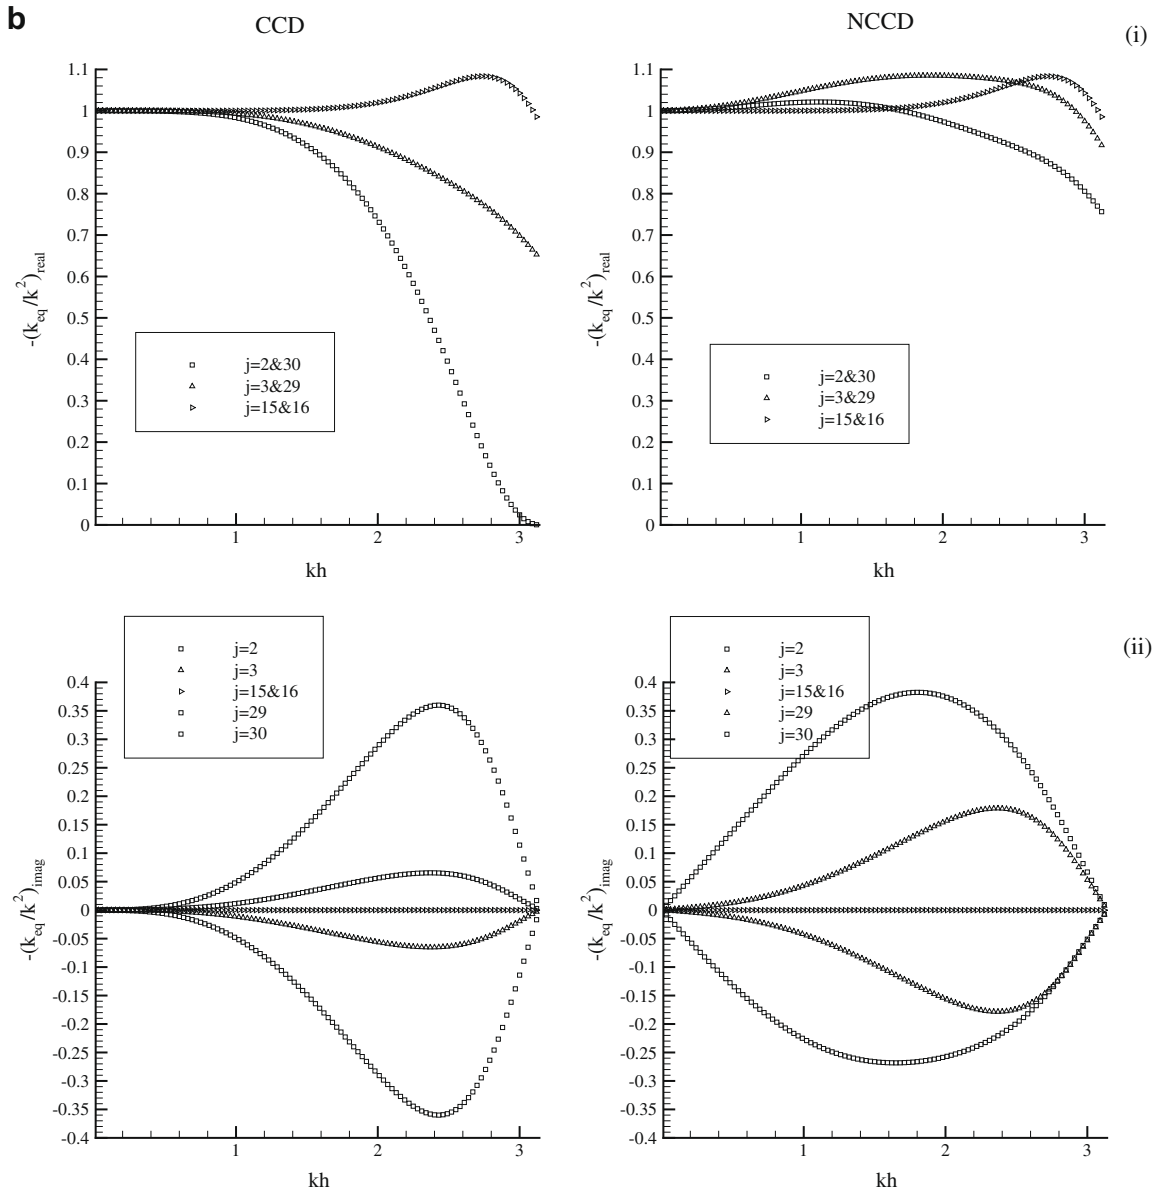 b
CCD
NCCD
(i)
1.1
1
0.9
0.8
0.7
0.6
0.5
0.4
0.3
0.2
0.1
0
-(k_eq/k^2)_real
1
2
3
kh
j=2&30
j=3&29
j=15&16
1.1
1
0.9
0.8
0.7
0.6
0.5
0.4
0.3
0.2
0.1
0
-(k_eq/k^2)_real
1
2
3
kh
j=2&30
j=3&29
j=15&16
(ii)
j=2
j=3
j=15&16
j=29
j=30
0.4
0.35
0.3
0.25
0.2
0.15
0.1
0.05
0
-0.05
-0.1
-0.15
-0.2
-0.25
-0.3
-0.35
-0.4
-(k_eq/k^2)_imag
1
2
3
kh
j=2
j=3
j=15&16
j=29
j=30
0.4
0.35
0.3
0.25
0.2
0.15
0.1
0.05
0
-0.05
-0.1
-0.15
-0.2
-0.25
-0.3
-0.35
-0.4
-(k_eq/k^2)_imag
1
2
3
kh